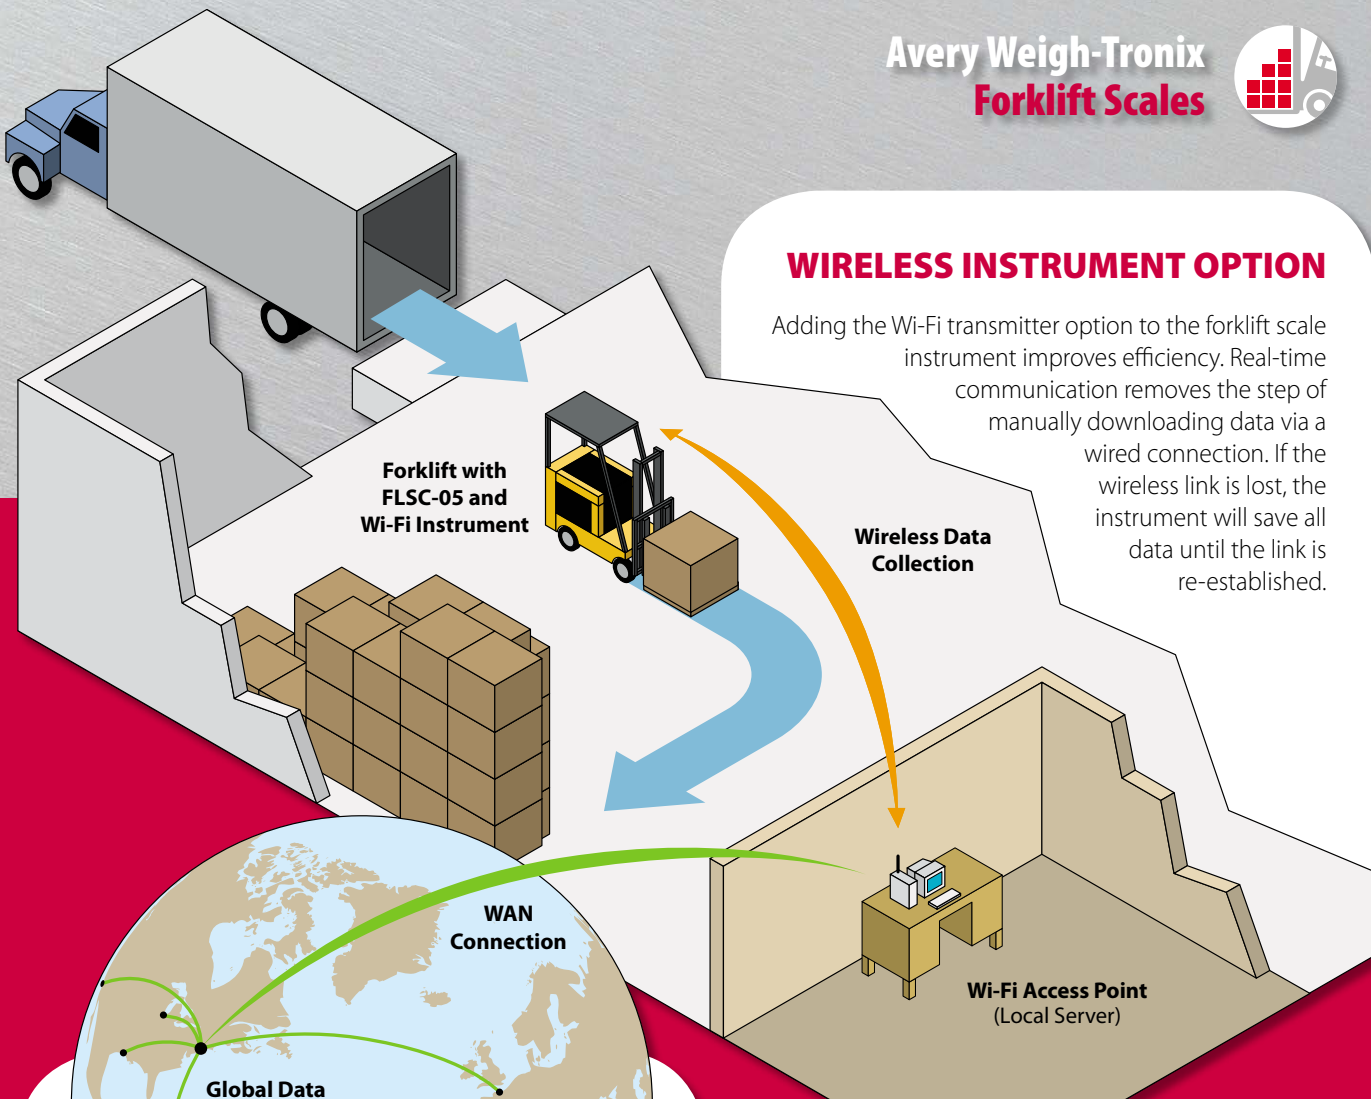 Avery Weigh-Tronix
Forklift Scales
WIRELESS INSTRUMENT OPTION
Adding the Wi-Fi transmitter option to the forklift scale
instrument improves efficiency. Real-time
communication removes the step of
manually downloading data via a
wired connection. If the
wireless link is lost, the
instrument will save all
data until the link is
re-established.
Forklift with
FLSC-05 and
Wi-Fi Instrument
Wireless Data
Collection
WAN
Connection
Wi-Fi Access Point
(Local Server)
Global Data